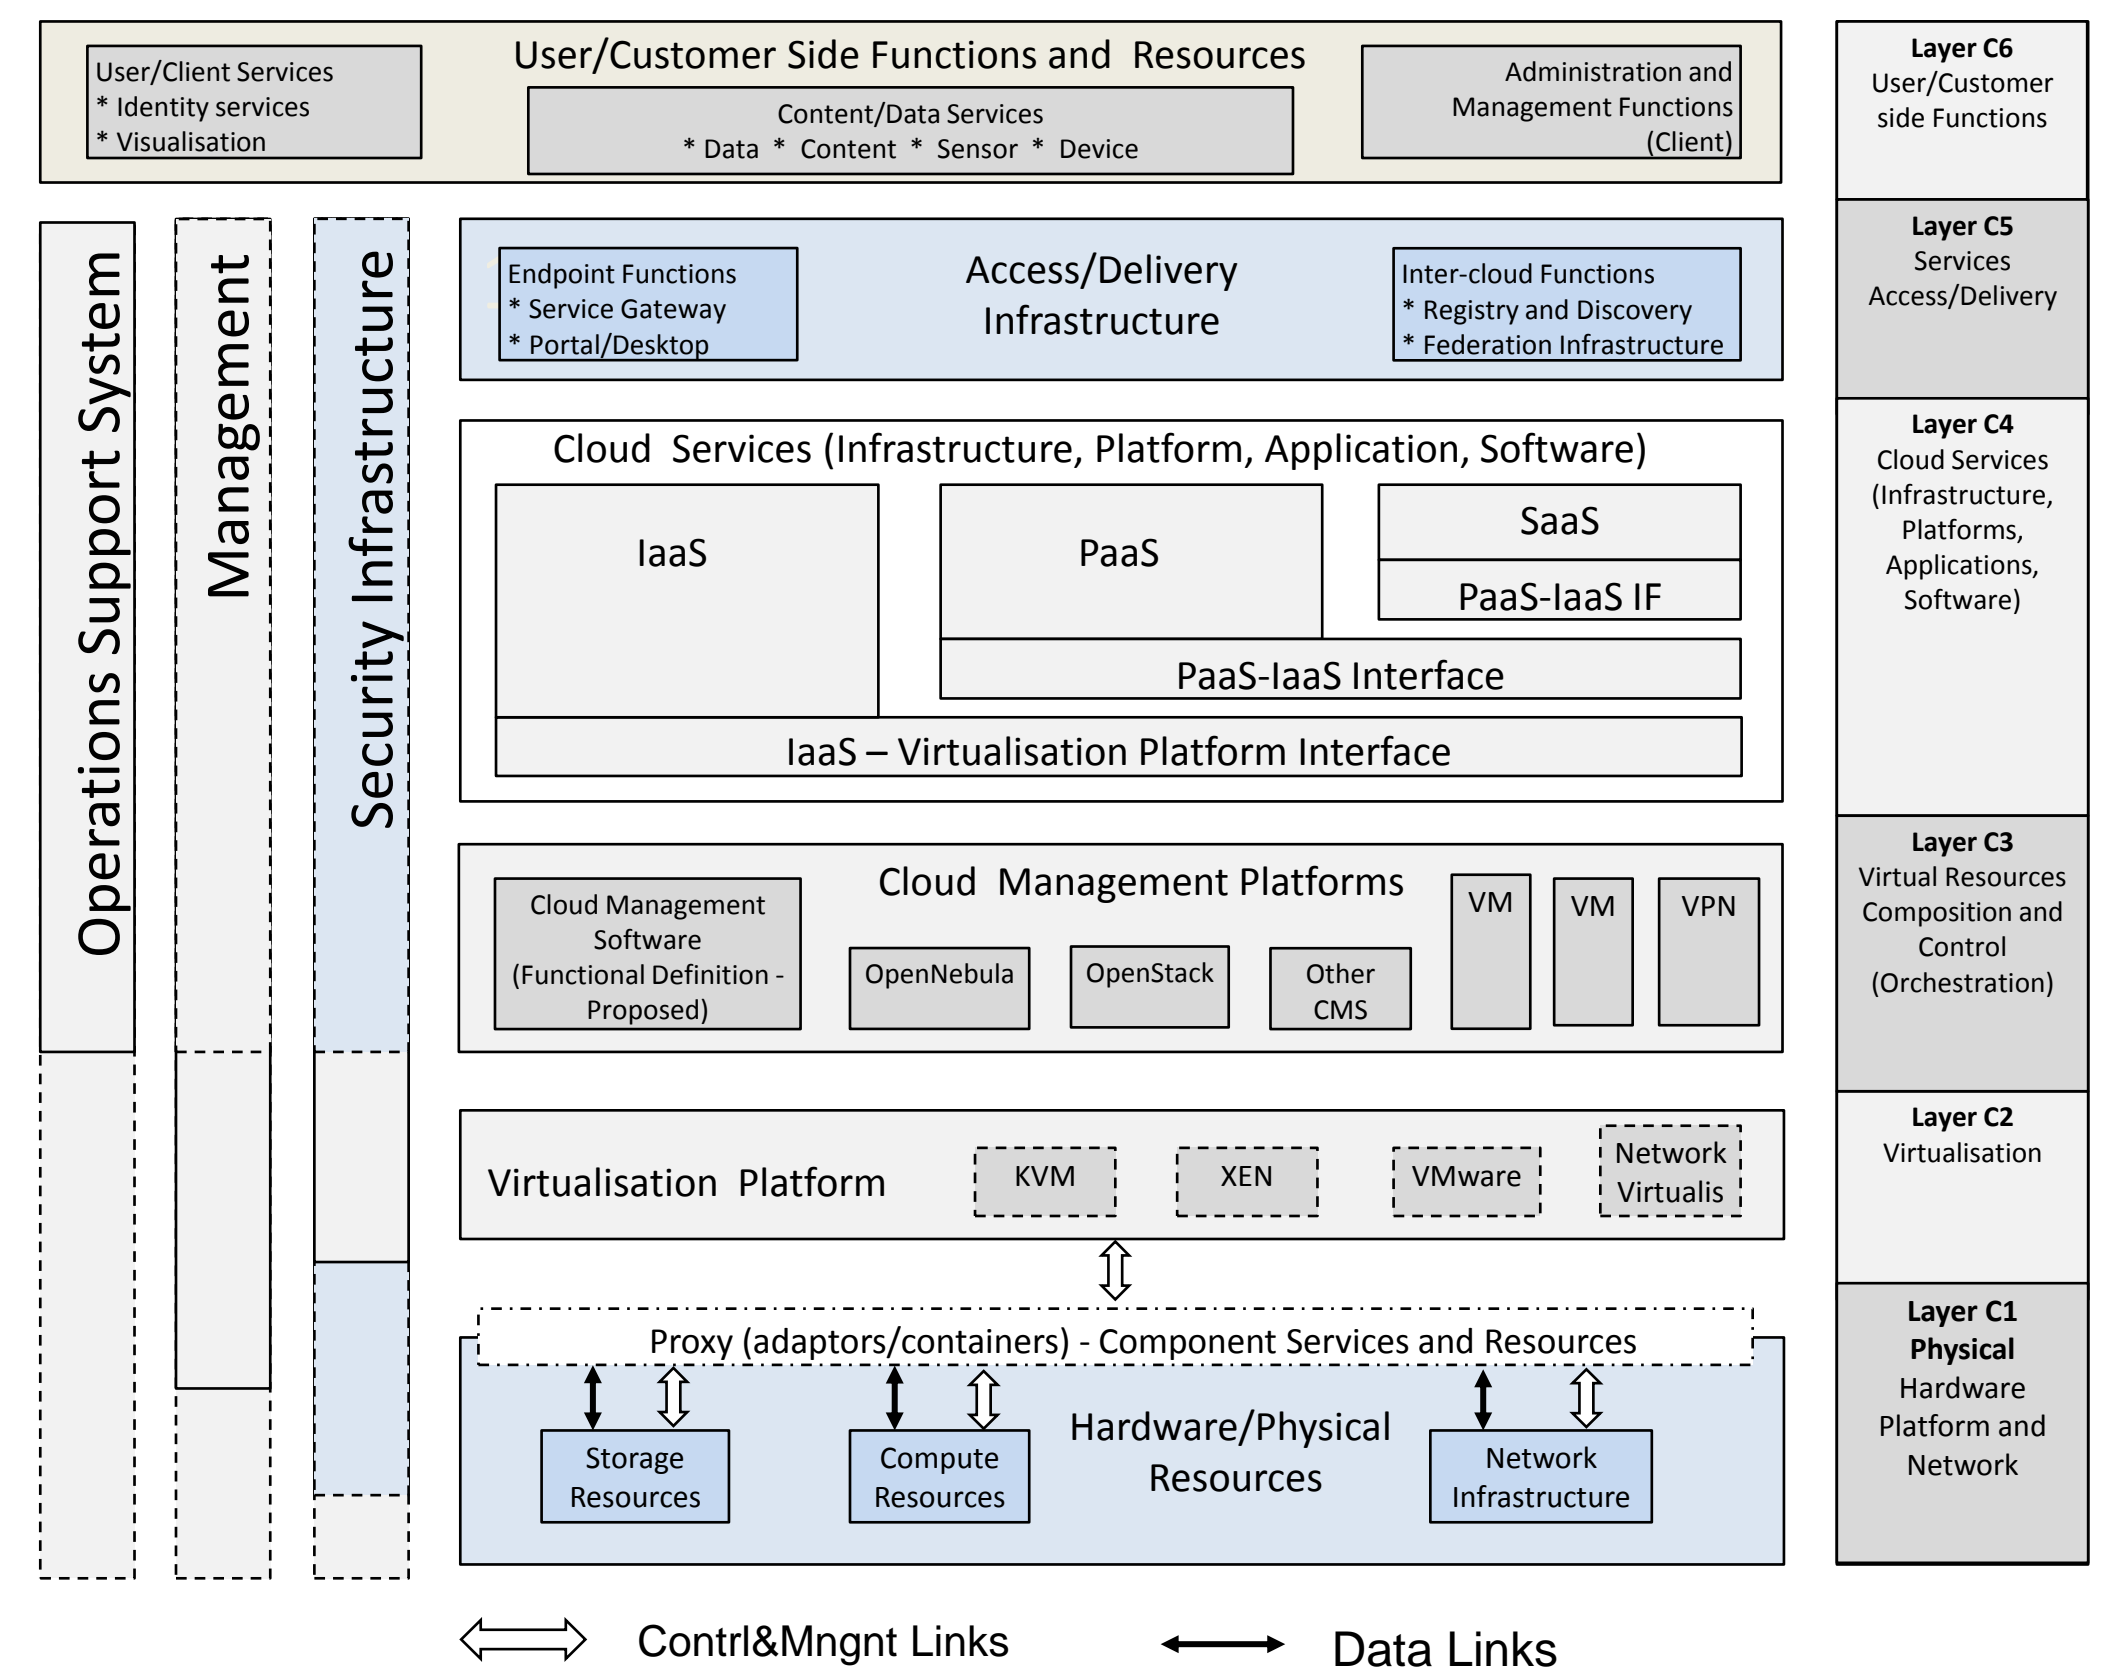 User/Customer Side Functions and Resources
User/Client Services
* Identity services
* Visualisation
Content/Data Services
* Data * Content * Sensor * Device
Administration and
Management Functions
(Client)
Layer C6
User/Customer
side Functions
Operations Support System
Management
Security Infrastructure
Endpoint Functions
* Service Gateway
* Portal/Desktop
Access/Delivery
Infrastructure
Inter-cloud Functions
* Registry and Discovery
* Federation Infrastructure
Layer C5
Services
Access/Delivery
Cloud Services (Infrastructure, Platform, Application, Software)
IaaS
PaaS
SaaS
PaaS-IaaS IF
PaaS-IaaS Interface
IaaS – Virtualisation Platform Interface
Layer C4
Cloud Services
(Infrastructure,
Platforms,
Applications,
Software)
Cloud Management Platforms
Cloud Management
Software
(Functional Definition -
Proposed)
OpenNebula
OpenStack
Other
CMS
VM
VM
VPN
Layer C3
Virtual Resources
Composition and
Control
(Orchestration)
Virtualisation Platform
KVM
XEN
VMware
Network
Virtualis
Layer C2
Virtualisation
Proxy (adaptors/containers) - Component Services and Resources
Hardware/Physical
Resources
Storage
Resources
Compute
Resources
Network
Infrastructure
Layer C1
Physical
Hardware
Platform and
Network
Contrl&Mngnt Links
Data Links